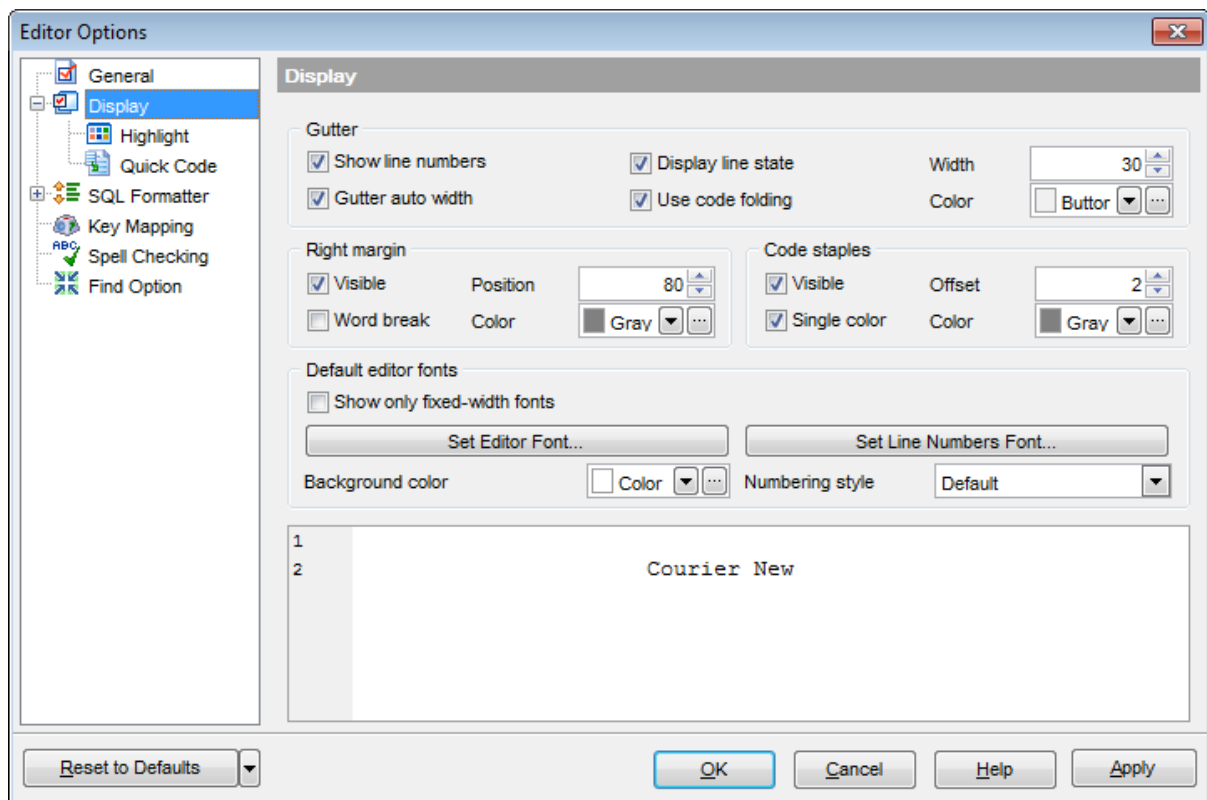 Editor Options
General
Display
Highlight
Quick Code
SQL Formatter
Key Mapping
ABC
Spell Checking
Find Option
Display
Gutter
Show line numbers
Display line state
Width
30
Gutter auto width
Use code folding
Color
Buttor
...
Right margin
Visible
Position
80
Word break
Color
Gray
...
Code staples
Visible
Offset
2
Single color
Color
Gray
...
Default editor fonts
Show only fixed-width fonts
Set Editor Font...
Set Line Numbers Font...
Background color
Color
...
Numbering style
Default
1
2 Courier New
Reset to Defaults
OK
Cancel
Help
Apply